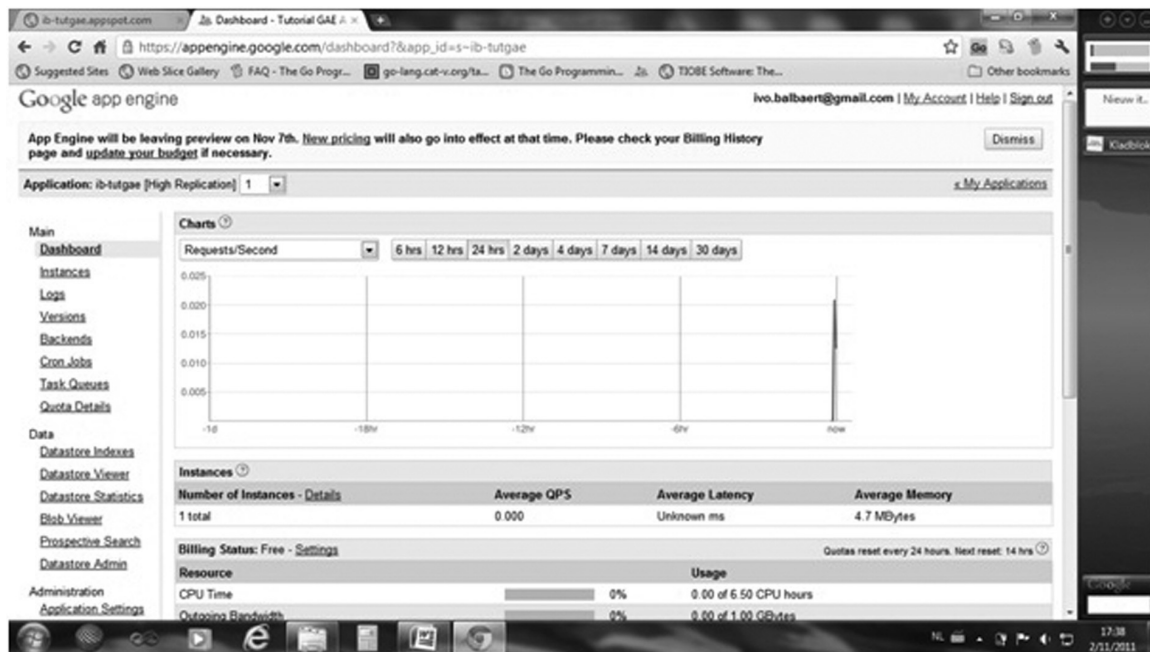 ib-tutgae.appspot.com
Dashboard - Tutorial GAE A
https://appengine.google.com/dashboard?&app_id=s~ib-tutgae
Suggested Sites Web Slice Gallery FAQ - The Go Progr... go-lang.cat-v.org/ta... The Go Programmin... TIOBE Software: The... Other bookmarks
Google app engine
ivo.balbaert@gmail.com | My Account | Help | Sign out
App Engine will be leaving preview on Nov 7th. New pricing will also go into effect at that time. Please check your Billing History
page and update your budget if necessary.
Dismiss
Application: ib-tutgae [High Replication] 1
« My Applications
Main
Dashboard
Instances
Logs
Versions
Backends
Cron Jobs
Task Queues
Quota Details
Data
Datastore Indexes
Datastore Viewer
Datastore Statistics
Blob Viewer
Prospective Search
Datastore Admin
Administration
Application Settings
Charts
Requests/Second
6 hrs 12 hrs 24 hrs 2 days 4 days 7 days 14 days 30 days
0.025
0.020
0.015
0.010
0.005
-1d -18hr -12hr -6hr now
Instances
Number of Instances - Details Average QPS Average Latency Average Memory
1 total 0.000 Unknown ms 4.7 MBytes
Billing Status: Free - Settings
Quotas reset every 24 hours. Next reset: 14 hrs
Resource Usage
CPU Time 0% 0.00 of 6.50 CPU hours
Outgoing Bandwidth 0% 0.00 of 1.00 GBytes
Nieuw it...
Kladblok
Google
NL
17:38
2/11/2011